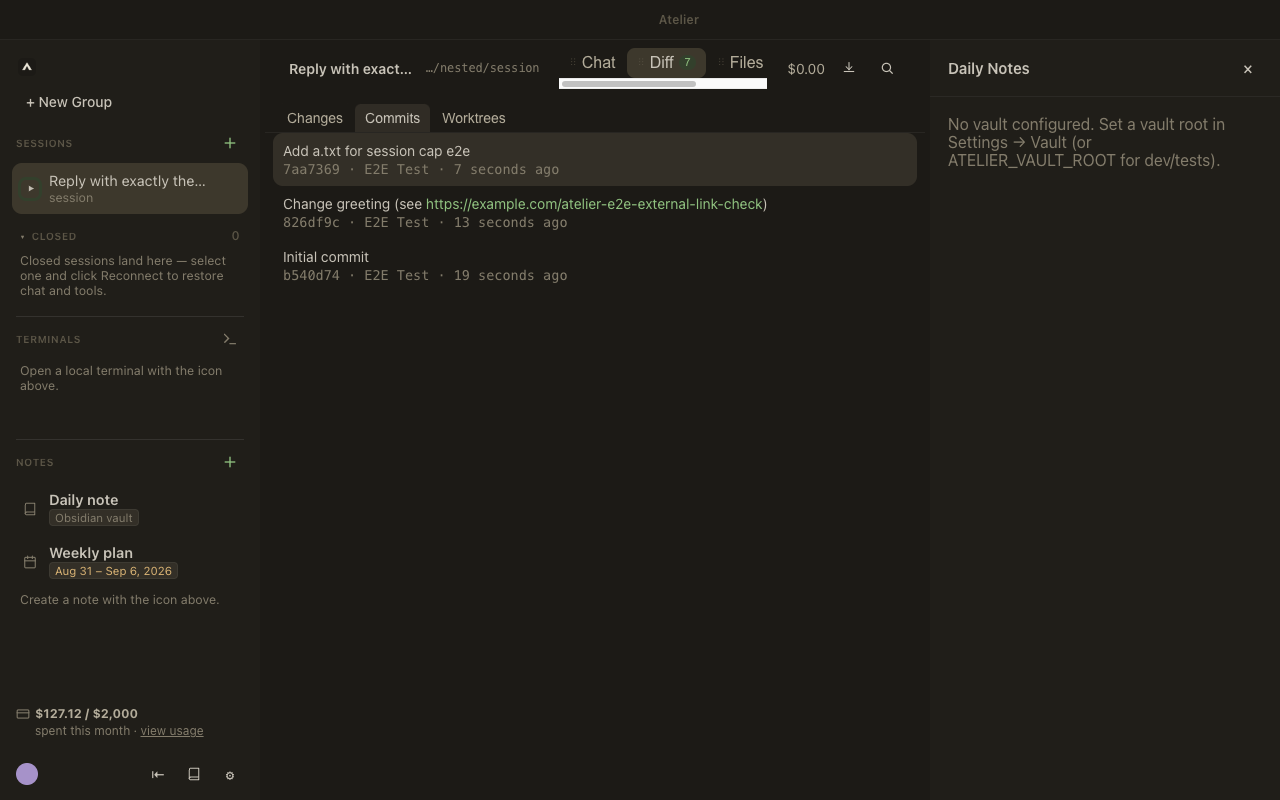 Atelier
+ New Group
SESSIONS
Reply with exactly the...
session
CLOSED
0
Closed sessions land here — select
one and click Reconnect to restore
chat and tools.
TERMINALS
Open a local terminal with the icon
above.
NOTES
Daily note
Obsidian vault
Weekly plan
Aug 31 – Sep 6, 2026
Create a note with the icon above.
$127.12 / $2,000
spent this month · view usage
Reply with exact...
…/nested/session
Chat
Diff 7
Files
$0.00
Changes
Commits
Worktrees
Add a.txt for session cap e2e
7aa7369 · E2E Test · 7 seconds ago
Change greeting (see https://example.com/atelier-e2e-external-link-check)
826df9c · E2E Test · 13 seconds ago
Initial commit
b540d74 · E2E Test · 19 seconds ago
Daily Notes
No vault configured. Set a vault root in
Settings → Vault (or
ATELIER_VAULT_ROOT for dev/tests).